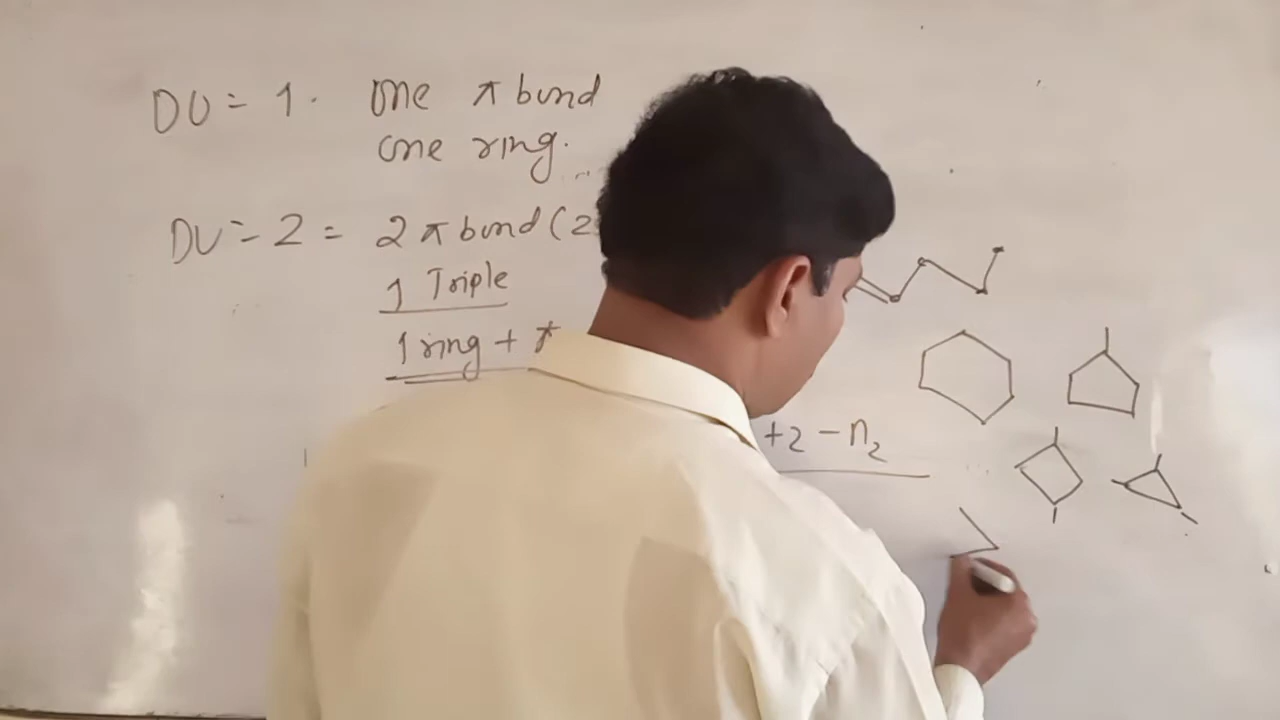 DU = 1. One π bond
One ring.
DU = 2 = 2 π bond (2
1 Triple
1 ring + π
+2 - n2